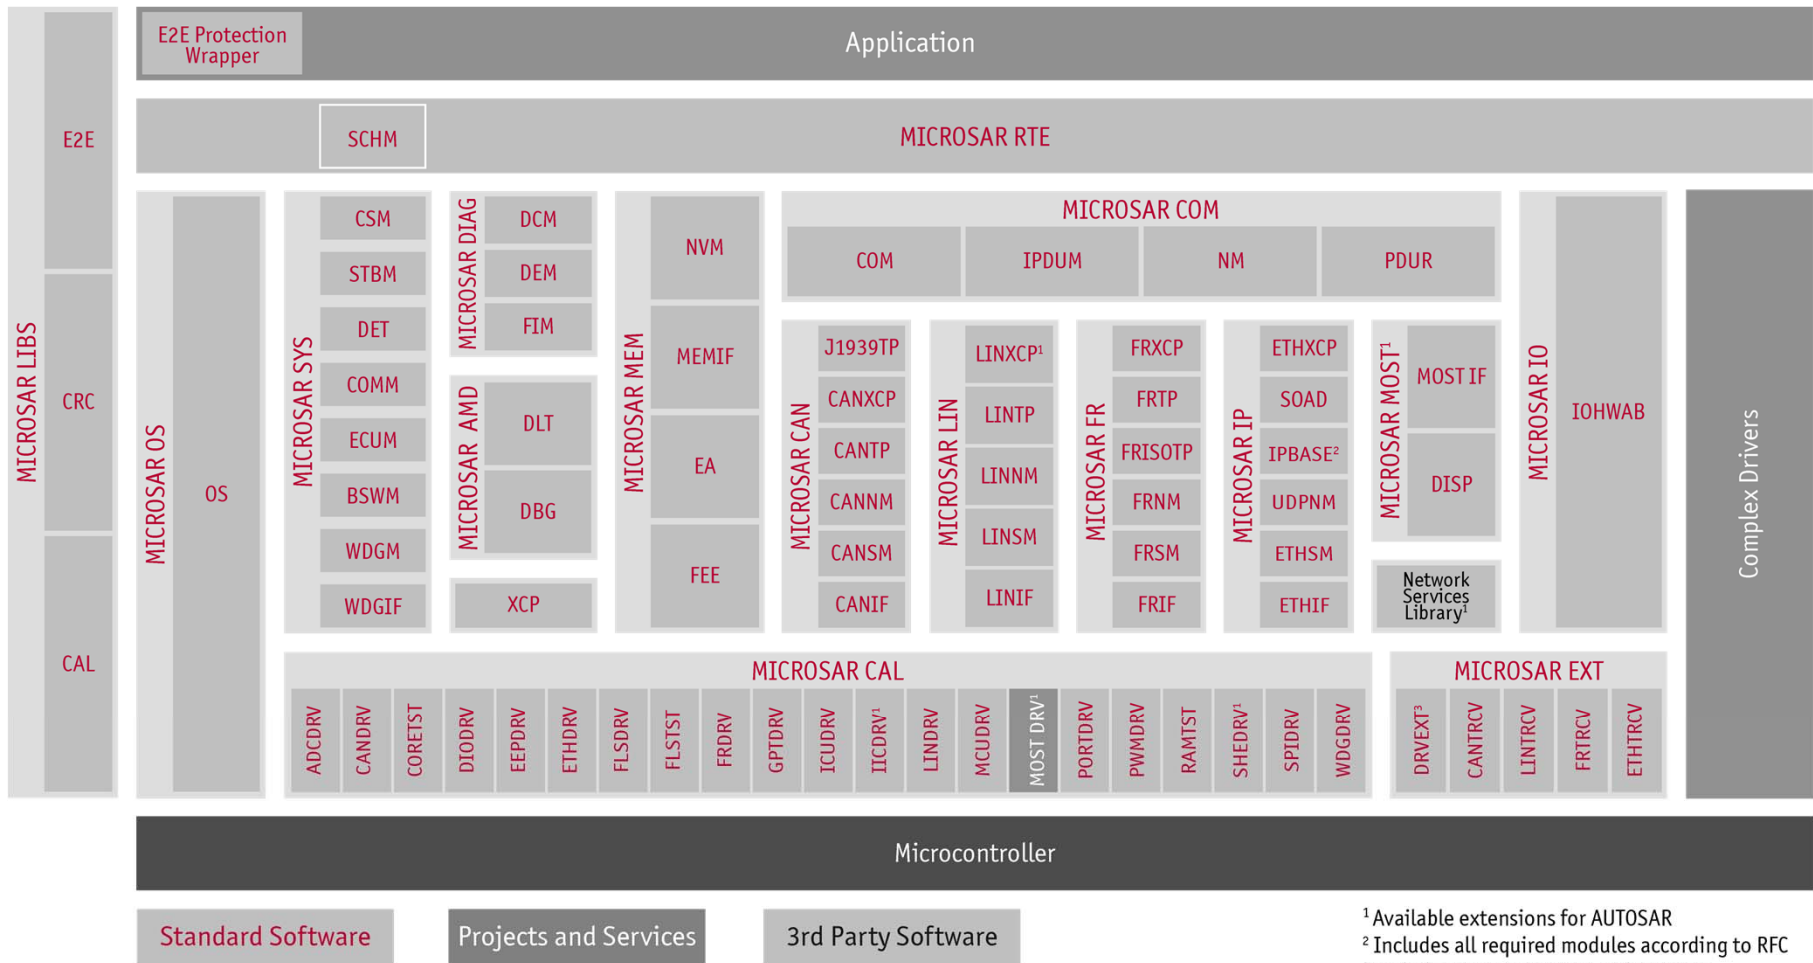 E2E Protection
Wrapper
Application
MICROSAR LIBS
E2E
CRC
CAL
SCHM
MICROSAR RTE
MICROSAR OS
OS
MICROSAR SYS
CSM
STBM
DET
COMM
ECUM
BSWM
WDGM
WDGIF
MICROSAR DIAG
DCM
DEM
FIM
MICROSAR AMD
DLT
DBG
XCP
MICROSAR MEM
NVM
MEMIF
EA
FEE
MICROSAR COM
COM
IPDUM
NM
PDUR
MICROSAR CAN
J1939TP
CANXCP
CANTP
CANNM
CANSM
CANIF
MICROSAR LIN
LINXCP¹
LINTP
LINNM
LINSM
LINIF
MICROSAR FR
FRXCP
FRTP
FRISOTP
FRNM
FRSM
FRIF
MICROSAR IP
ETHXCP
SOAD
IPBASE²
UDPNM
ETHSM
ETHIF
MICROSAR MOST¹
MOST IF
DISP
Network
Services
Library¹
MICROSAR IO
IOHWAB
Complex Drivers
MICROSAR CAL
ADCDRV
CANDRV
CORETST
DIODRV
EEPDRV
ETHDRV
FLSDRV
FLSTST
FRDRV
GPTDRV
ICUDRV
IICDRV¹
LINDRV
MCUDRV
MOST DRV¹
PORTDRV
PWMDRV
RAMTST
SHEDRV¹
SPIDRV
WDGDRV
MICROSAR EXT
DRVEXT³
CANTRCV
LINTRCV
FRTRCV
ETHTRCV
Microcontroller
Standard Software
Projects and Services
3rd Party Software
¹ Available extensions for AUTOSAR
² Includes all required modules according to RFC